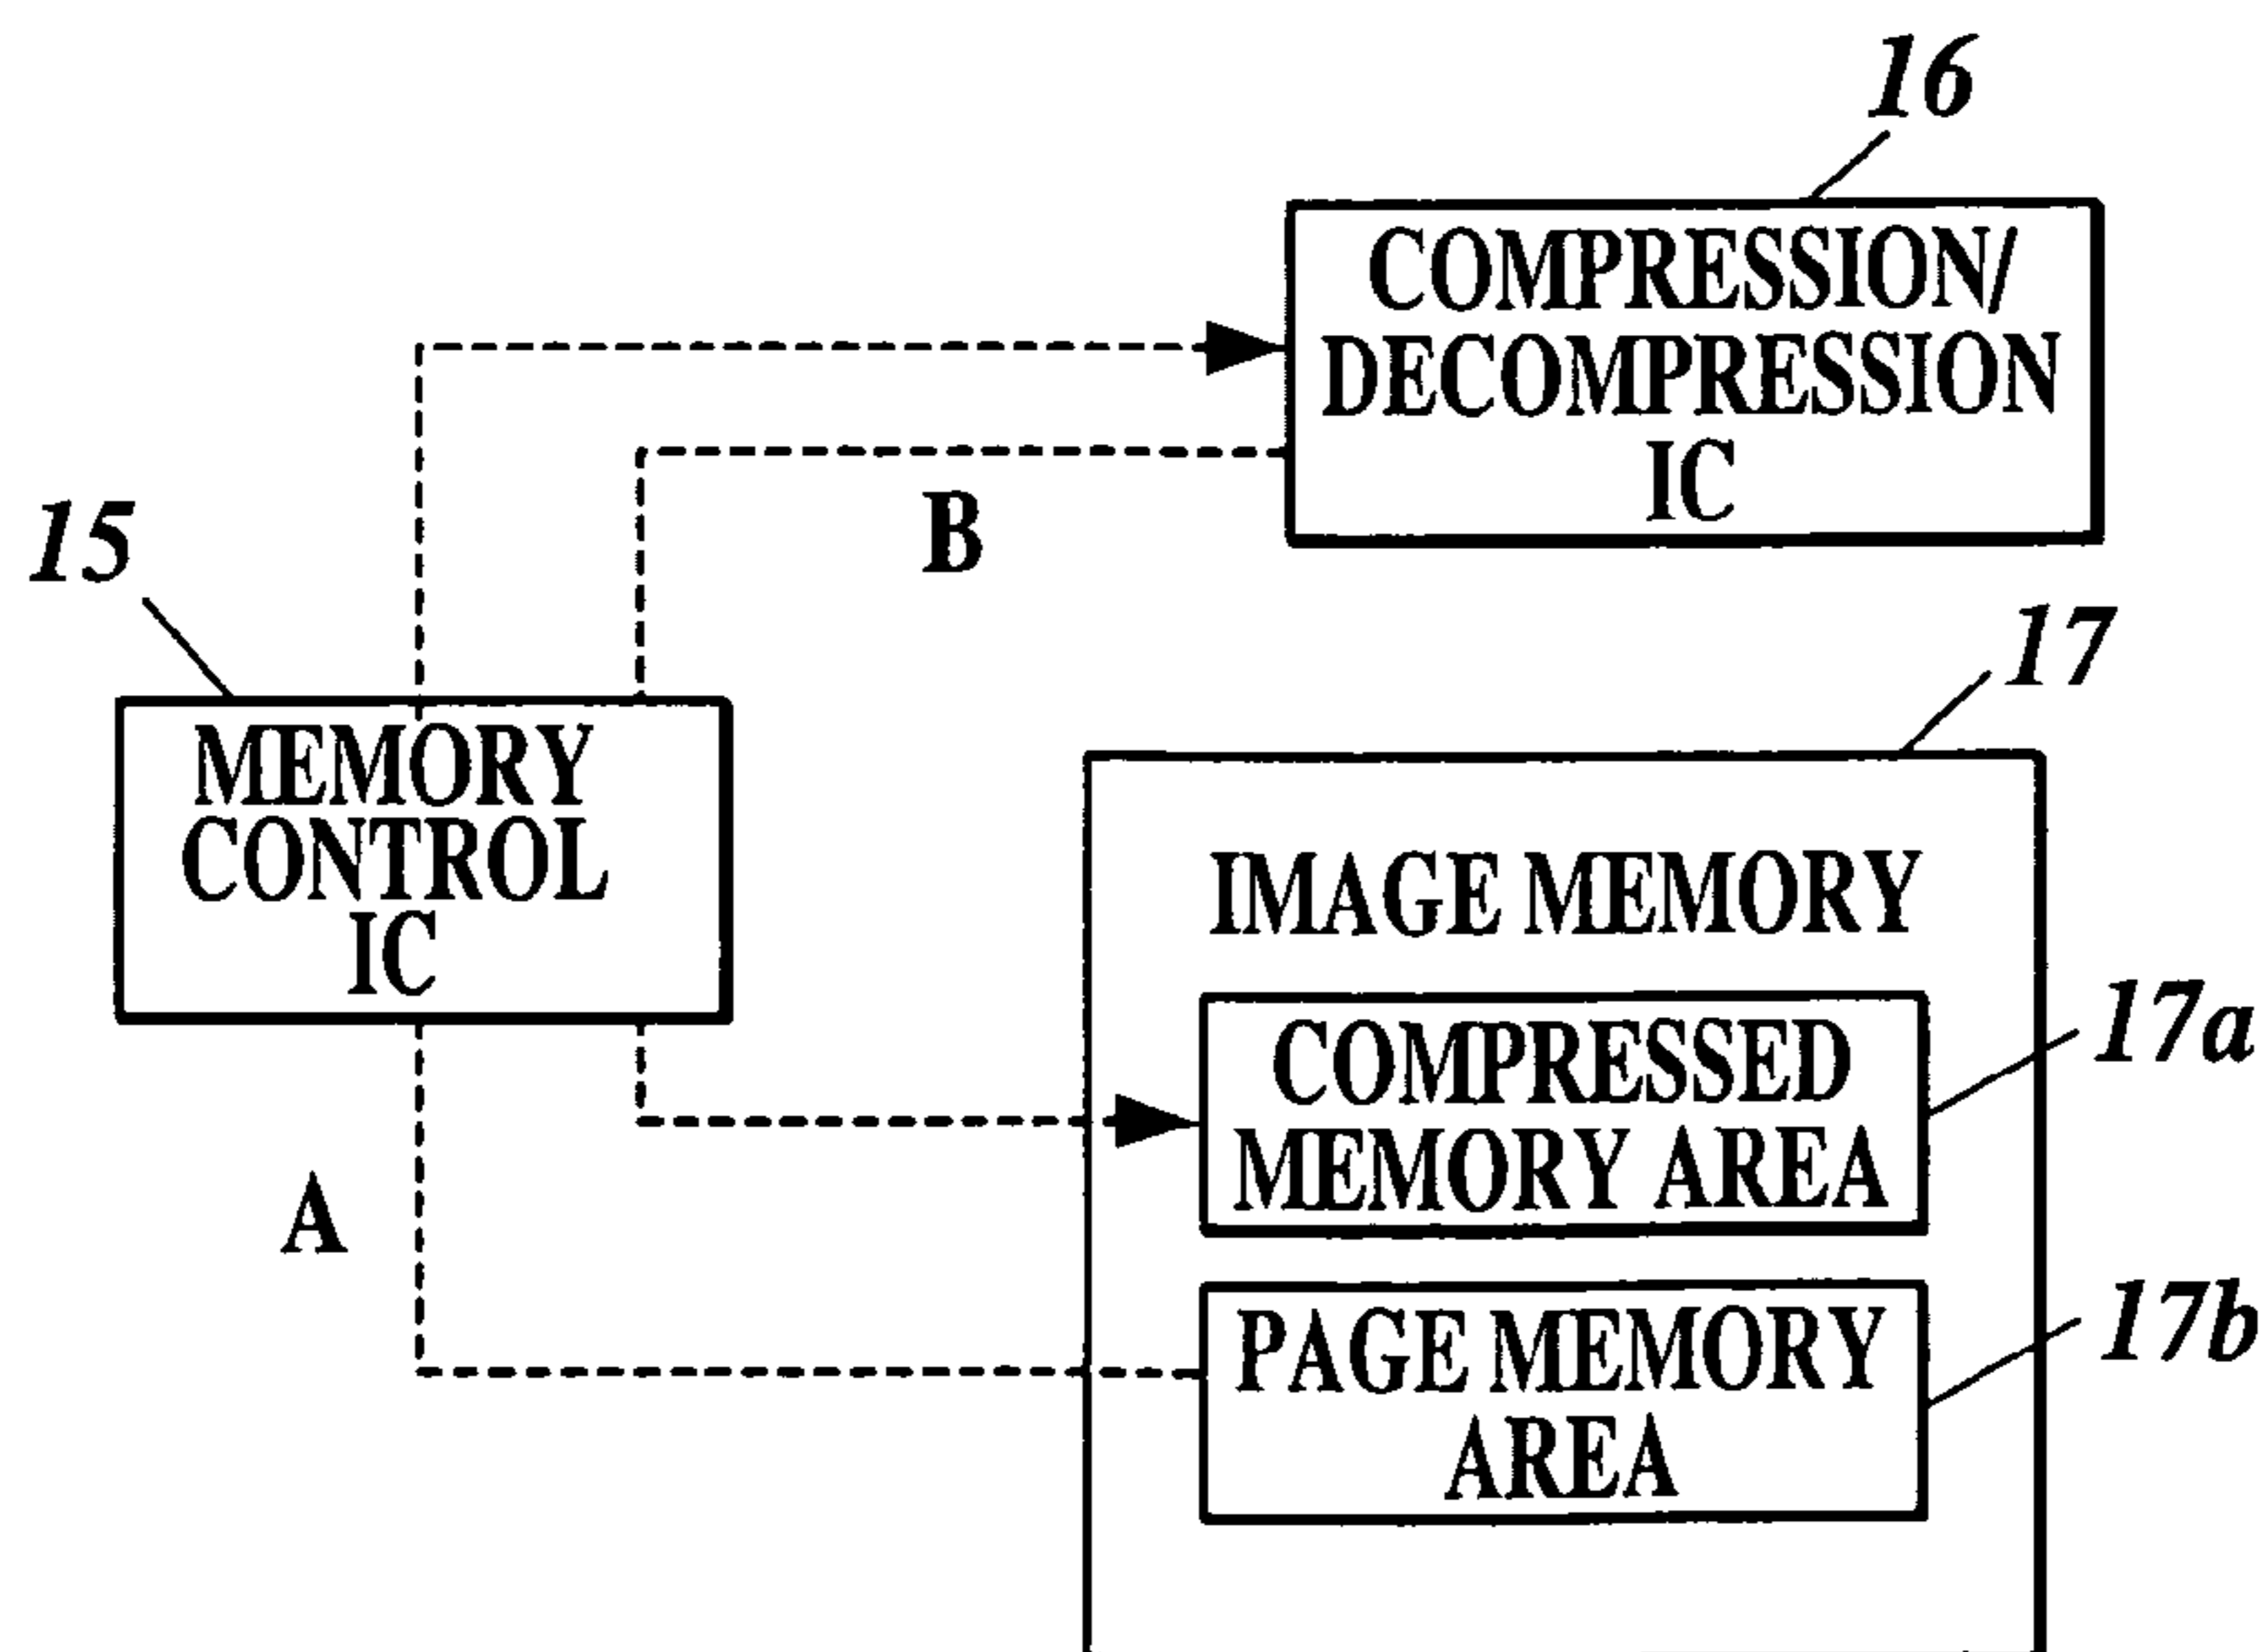 16
COMPRESSION/
DECOMPRESSION
IC
B
15
17
MEMORY
CONTROL
IC
IMAGE MEMORY
17a
COMPRESSED
MEMORY AREA
A
17b
PAGE MEMORY
AREA